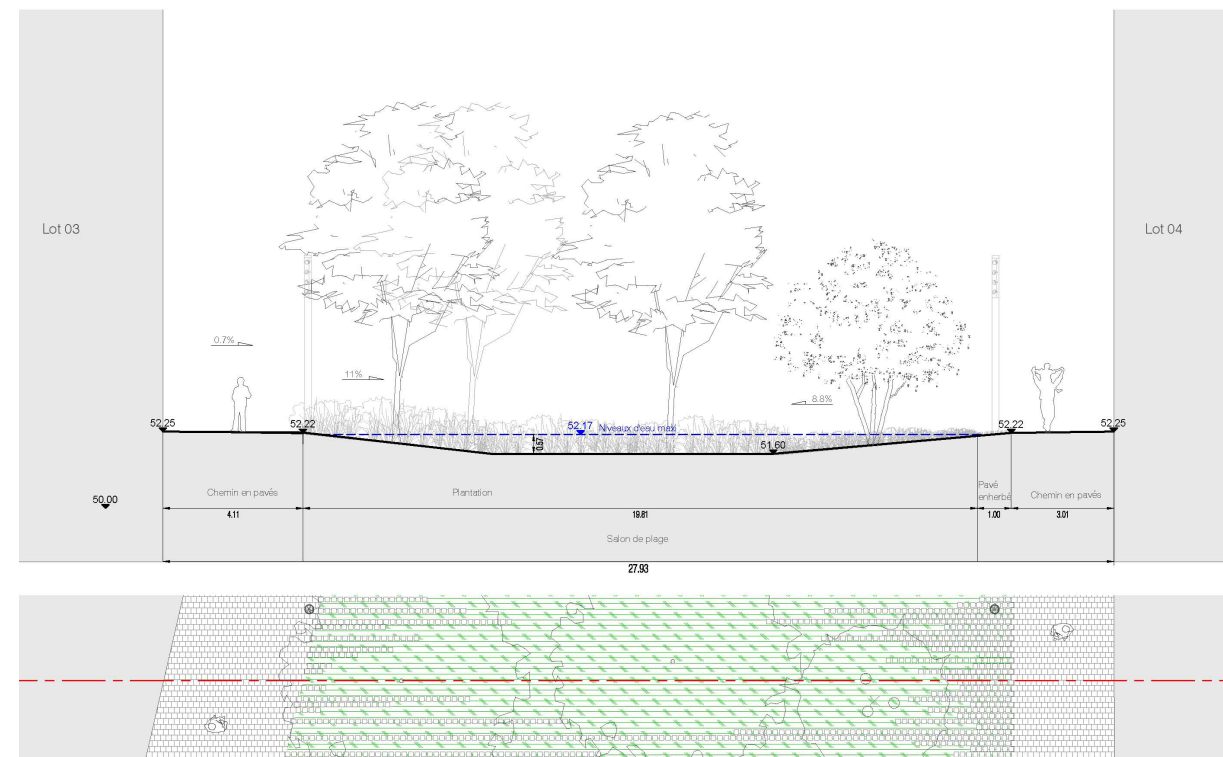 Lot 03
Lot 04
0.7%
11%
8.8%
52.25
52.22
52.17 Niveaux d'eau maxi
0.57
51.60
52.22
52.25
50.00
Chemin en pavés
Plantation
Pavé
enherbé
Chemin en pavés
4.11
19.81
1.00
3.01
Salon de plage
27.93